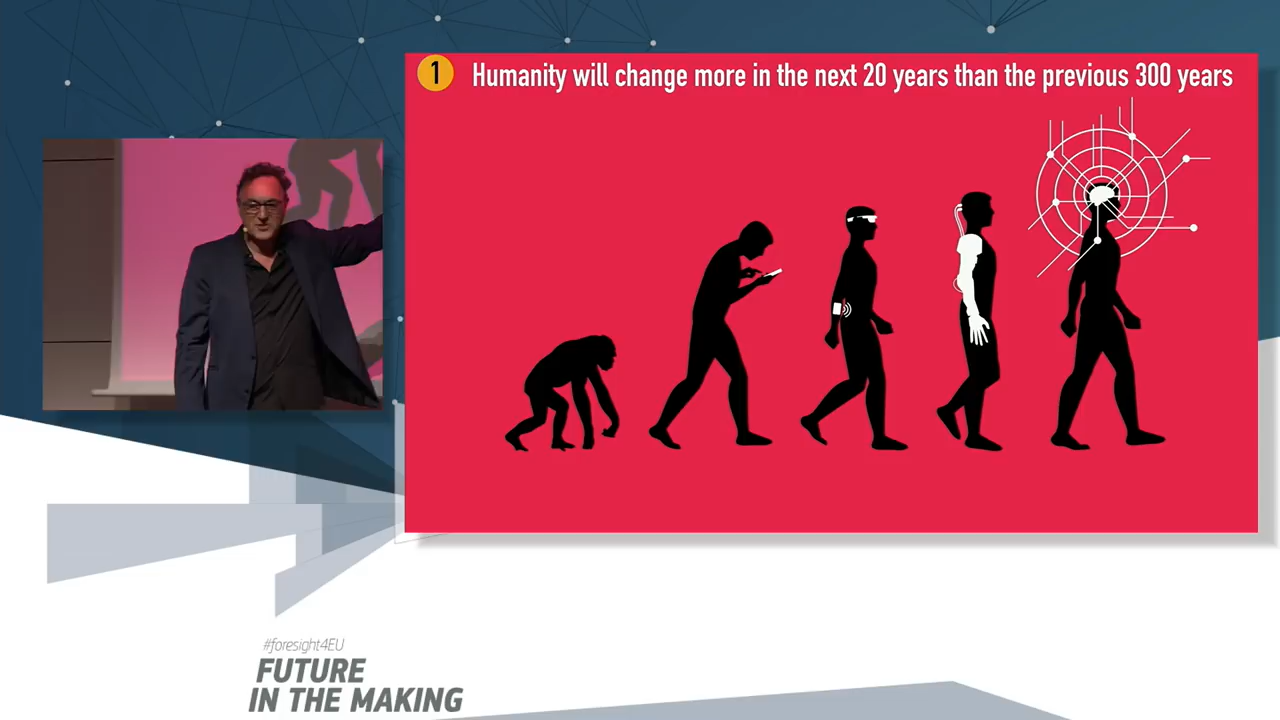 1 Humanity will change more in the next 20 years than the previous 300 years
#foresight4EU
FUTURE
IN THE MAKING